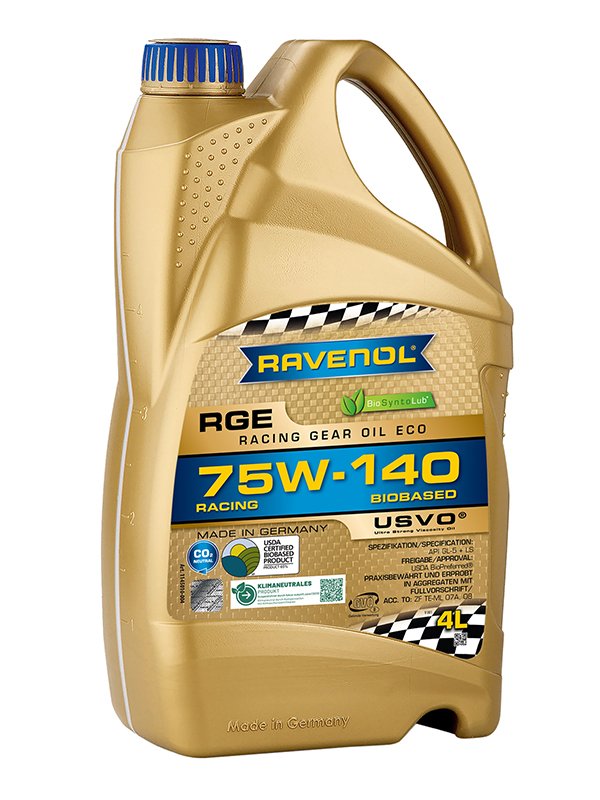 RAVENOL®
BioSyntoLub™
RGE
RACING GEAR OIL ECO
75W-140
RACING
BIOBASED
USVO®
Ultra Strong Viscosity Oil
MADE IN GERMANY
CO2
NEUTRAL
USDA
CERTIFIED
BIOBASED
PRODUCT
KLIMANEUTRALES
PRODUKT
SPEZIFIKATION/SPECIFICATION:
API GL-5 + LS
FREIGABE/APPROVAL:
USDA BioPreferred®
PRAXISBEWÄHRT UND ERPROBT
IN AGGREGATEN MIT
FÜLLVORSCHRIFT/
ACC. TO: ZF TE-ML 07A, 08
4L
Made in Germany